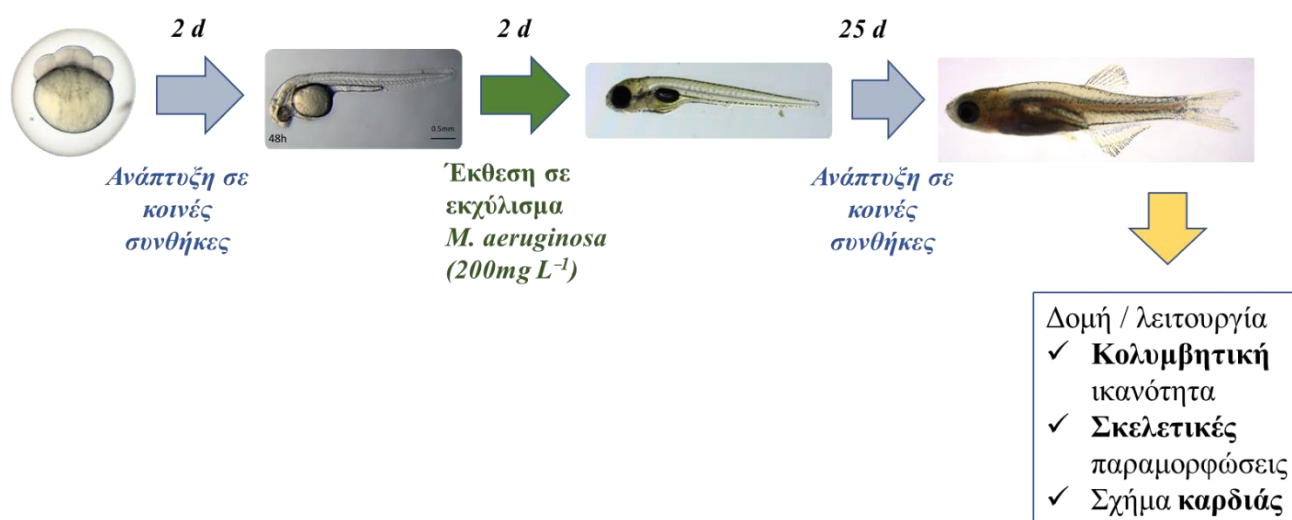 2 d
2 d
25 d
48h
0.5mm
Ανάπτυξη σε
κοινές
συνθήκες
Έκθεση σε
εκχύλισμα
M. aeruginosa
(200mg L⁻¹)
Ανάπτυξη σε
κοινές
συνθήκες
Δομή / λειτουργία
✓ Κολυμβητική
ικανότητα
✓ Σκελετικές
παραμορφώσεις
✓ Σχήμα καρδιάς